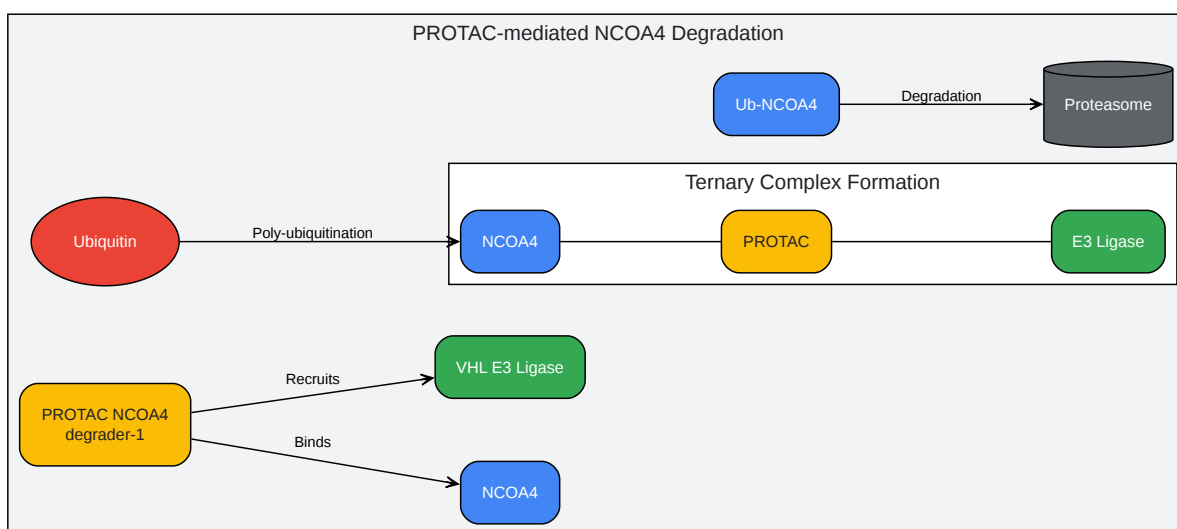 PROTAC-mediated NCOA4 Degradation
Ub-NCOA4
Degradation
Proteasome
Ternary Complex Formation
Ubiquitin
Poly-ubiquitination
NCOA4
PROTAC
E3 Ligase
VHL E3 Ligase
Recruits
PROTAC NCOA4
degrader-1
Binds
NCOA4